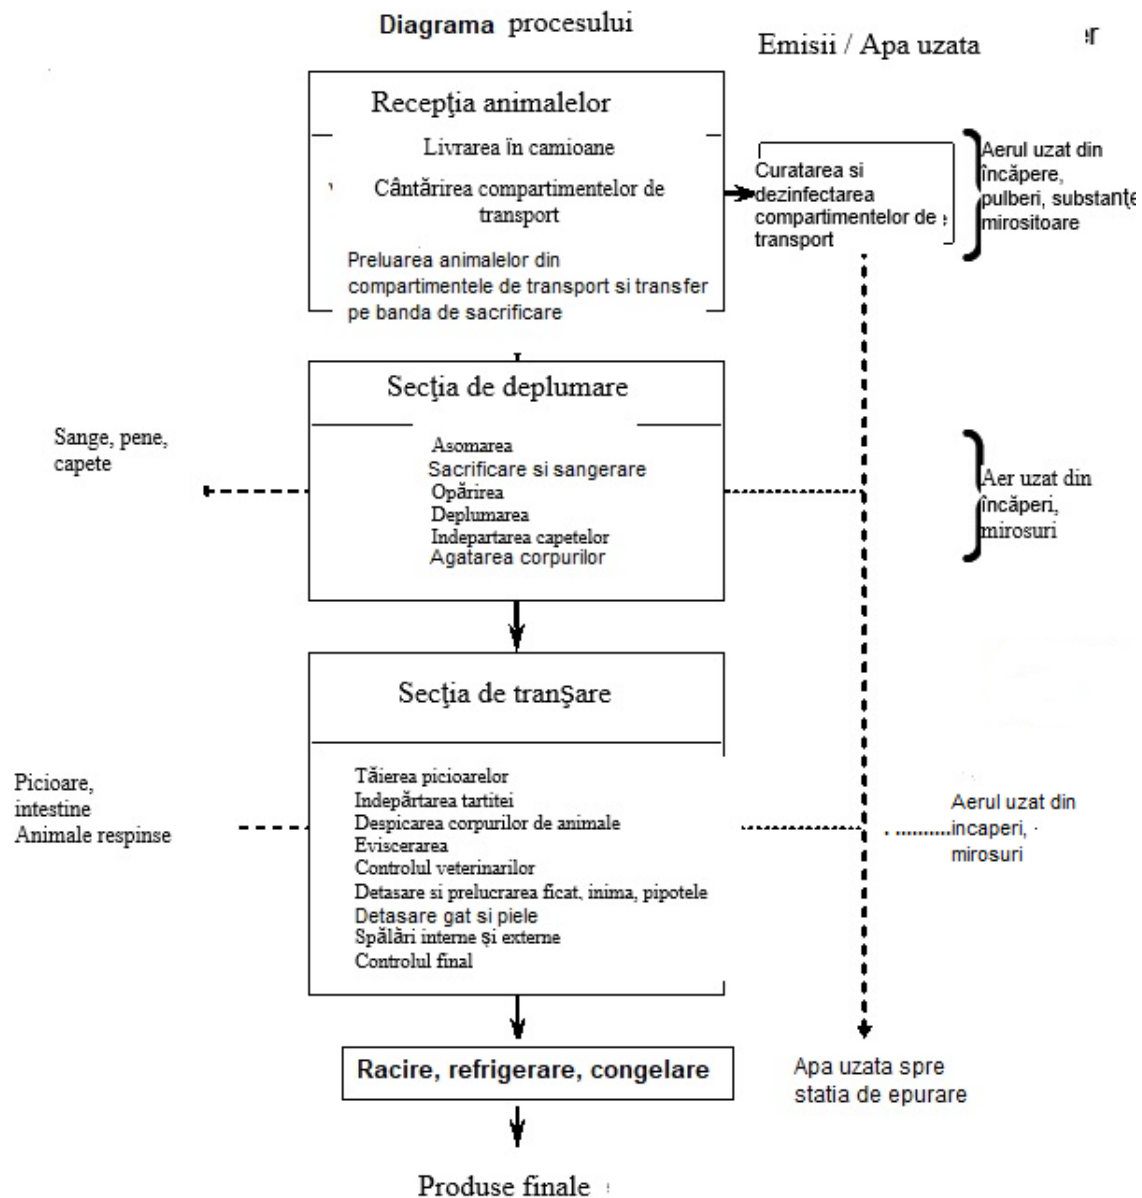 Diagrama procesului
Emisii / Apa uzata
er
Recepţia animalelor
Livrarea în camioane
Cântărirea compartimentelor de
transport
Preluarea animalelor din
compartimentele de transport si transfer
pe banda de sacrificare
Curatarea si
dezinfectarea
compartimentelor de
transport
Aerul uzat din
încăpere,
pulberi, substanţe
mirositoare
Secţia de deplumare
Asomarea
Sacrificare si sangerare
Opărirea
Deplumarea
Indepartarea capetelor
Agatarea corpurilor
Sange, pene,
capete
Aer uzat din
încăperi,
mirosuri
Secţia de tranŞare
Tăierea picioarelor
Indepărtarea tartitei
Despicarea corpurilor de animale
Eviscerarea
Controlul veterinarilor
Detasare si prelucrarea ficat, inima, pipotele
Detasare gat si piele
Spălări interne şi externe
Controlul final
Picioare,
intestine
Animale respinse
Aerul uzat din
incaperi,
mirosuri
Racire, refrigerare, congelare
Apa uzata spre
statia de epurare
Produse finale